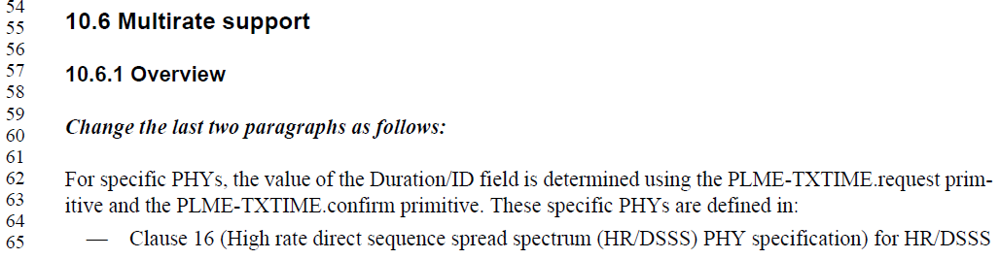 54
55
56
57
58
59
60
61
62
63
64
65
10.6 Multirate support
10.6.1 Overview
Change the last two paragraphs as follows:
For specific PHYs, the value of the Duration/ID field is determined using the PLME-TXTIME.request prim-
itive and the PLME-TXTIME.confirm primitive. These specific PHYs are defined in:
— Clause 16 (High rate direct sequence spread spectrum (HR/DSSS) PHY specification) for HR/DSSS